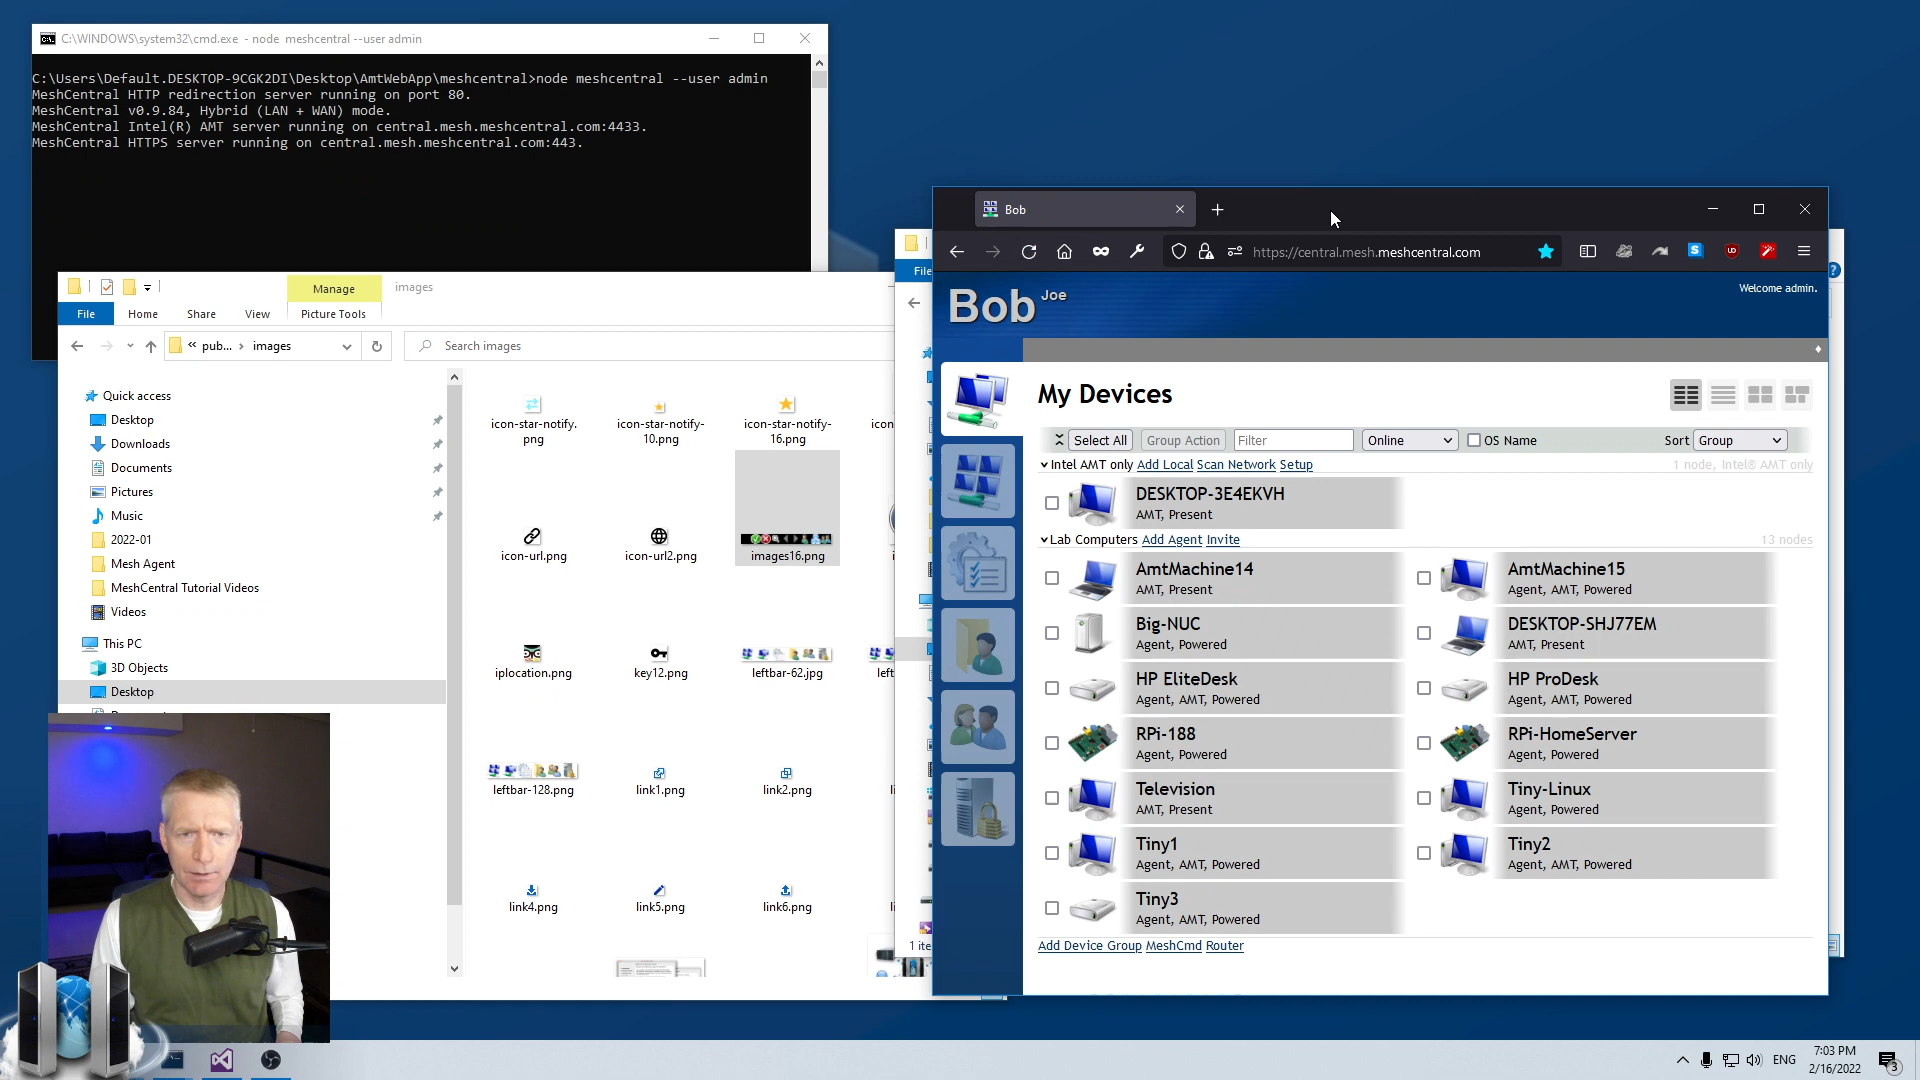 C:\WINDOWS\system32\cmd.exe - node meshcentral --user admin
C:\Users\Default.DESKTOP-9CGK2DI\Desktop\AmtWebApp\meshcentral>node meshcentral --user admin
MeshCentral HTTP redirection server running on port 80.
MeshCentral v0.9.84, Hybrid (LAN + WAN) mode.
MeshCentral Intel(R) AMT server running on central.mesh.meshcentral.com:4433.
MeshCentral HTTPS server running on central.mesh.meshcentral.com:443.
Manage
images
File
Home
Share
View
Picture Tools
« pub... › images
Search images
Quick access
Desktop
Downloads
Documents
Pictures
Music
2022-01
Mesh Agent
MeshCentral Tutorial Videos
Videos
This PC
3D Objects
Desktop
icon-star-notify.
png
icon-star-notify-
10.png
icon-star-notify-
16.png
icon-url.png
icon-url2.png
images16.png
iplocation.png
key12.png
leftbar-62.jpg
leftbar-128.png
link1.png
link2.png
link4.png
link5.png
link6.png
File
1 ite
Bob
https://central.mesh.meshcentral.com
Bob Joe
Welcome admin.
My Devices
Select All
Group Action
Filter
Online
OS Name
Sort
Group
Intel AMT only Add Local Scan Network Setup
1 node, Intel® AMT only
DESKTOP-3E4EKVH
AMT, Present
Lab Computers Add Agent Invite
13 nodes
AmtMachine14
AMT, Present
AmtMachine15
Agent, AMT, Powered
Big-NUC
Agent, Powered
DESKTOP-SHJ77EM
AMT, Present
HP EliteDesk
Agent, AMT, Powered
HP ProDesk
Agent, AMT, Powered
RPi-188
Agent, Powered
RPi-HomeServer
Agent, Powered
Television
AMT, Present
Tiny-Linux
Agent, Powered
Tiny1
Agent, AMT, Powered
Tiny2
Agent, AMT, Powered
Tiny3
Agent, AMT, Powered
Add Device Group MeshCmd Router
ENG
7:03 PM
2/16/2022
3